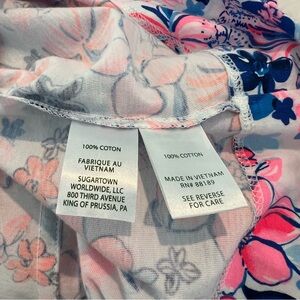 100% COTON
FABRIQUE AU
VIETNAM
SUGARTOWN
WORLDWIDE, LLC
800 THIRD AVENUE
KING OF PRUSSIA, PA
100% COTTON
MADE IN VIETNAM
RN# 88189
SEE REVERSE
FOR CARE